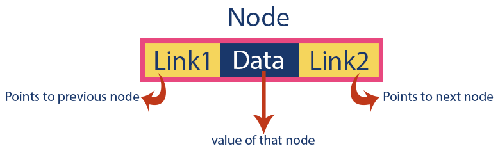 Node
Link1 Data Link2
Points to previous node
Points to next node
value of that node